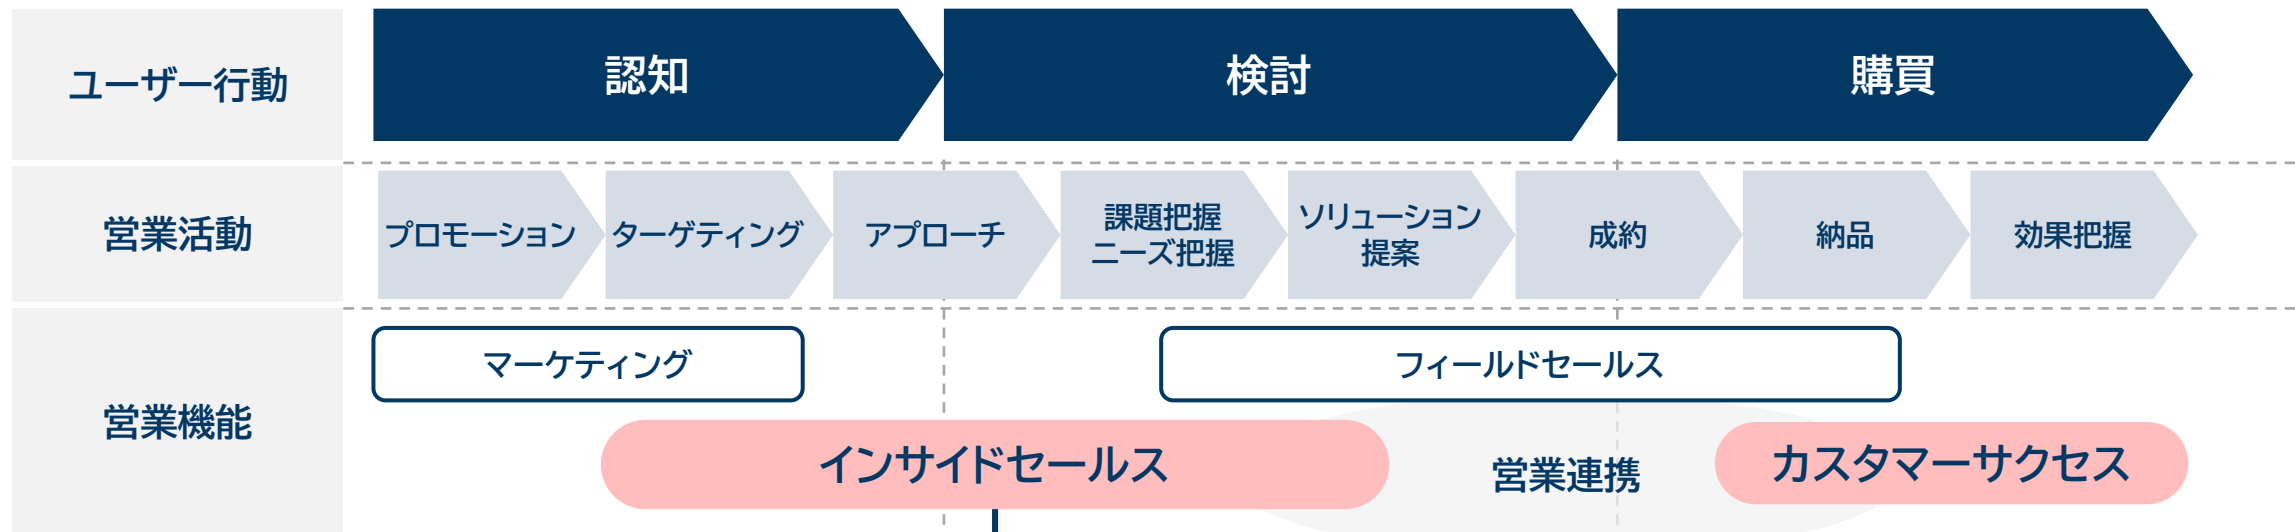 ユーザー行動
認知
検討
購買
営業活動
プロモーション
ターゲティング
アプローチ
課題把握
ニーズ把握
ソリューション
提案
成約
納品
効果把握
営業機能
マーケティング
フィールドセールス
インサイドセールス
営業連携
カスタマーサクセス